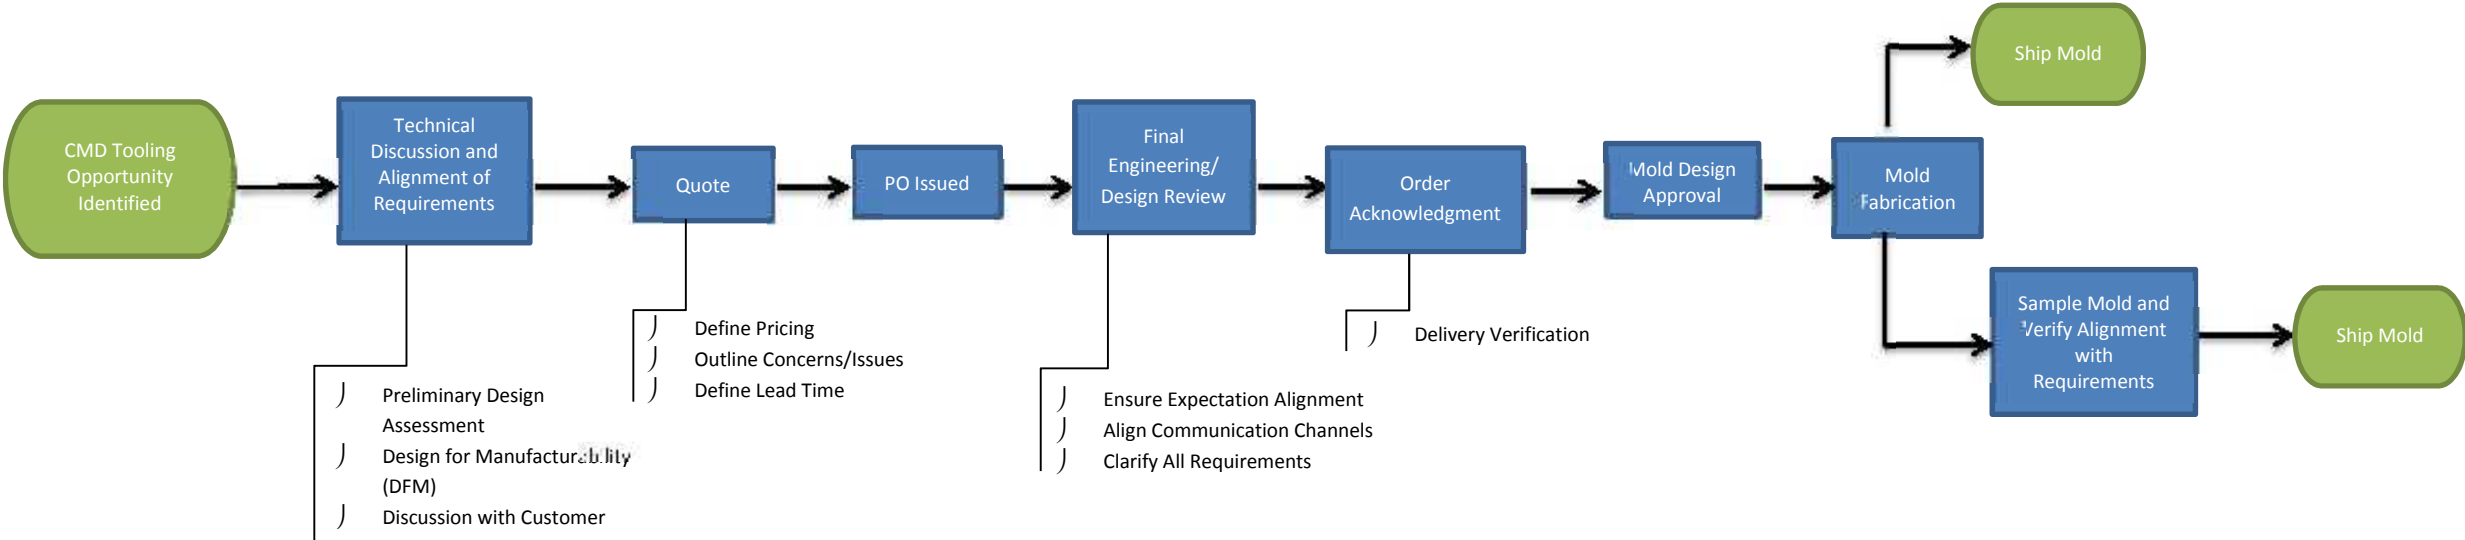 CMD Tooling
Opportunity
Identified
Technical
Discussion and
Alignment of
Requirements
Quote
PO Issued
Final
Engineering/
Design Review
Order
Acknowledgment
Mold Design
Approval
Mold
Fabrication
Ship Mold
Sample Mold and
Verify Alignment
with
Requirements
Ship Mold
Preliminary Design
Assessment
Design for Manufacturability
(DFM)
Discussion with Customer
Define Pricing
Outline Concerns/Issues
Define Lead Time
Ensure Expectation Alignment
Align Communication Channels
Clarify All Requirements
Delivery Verification